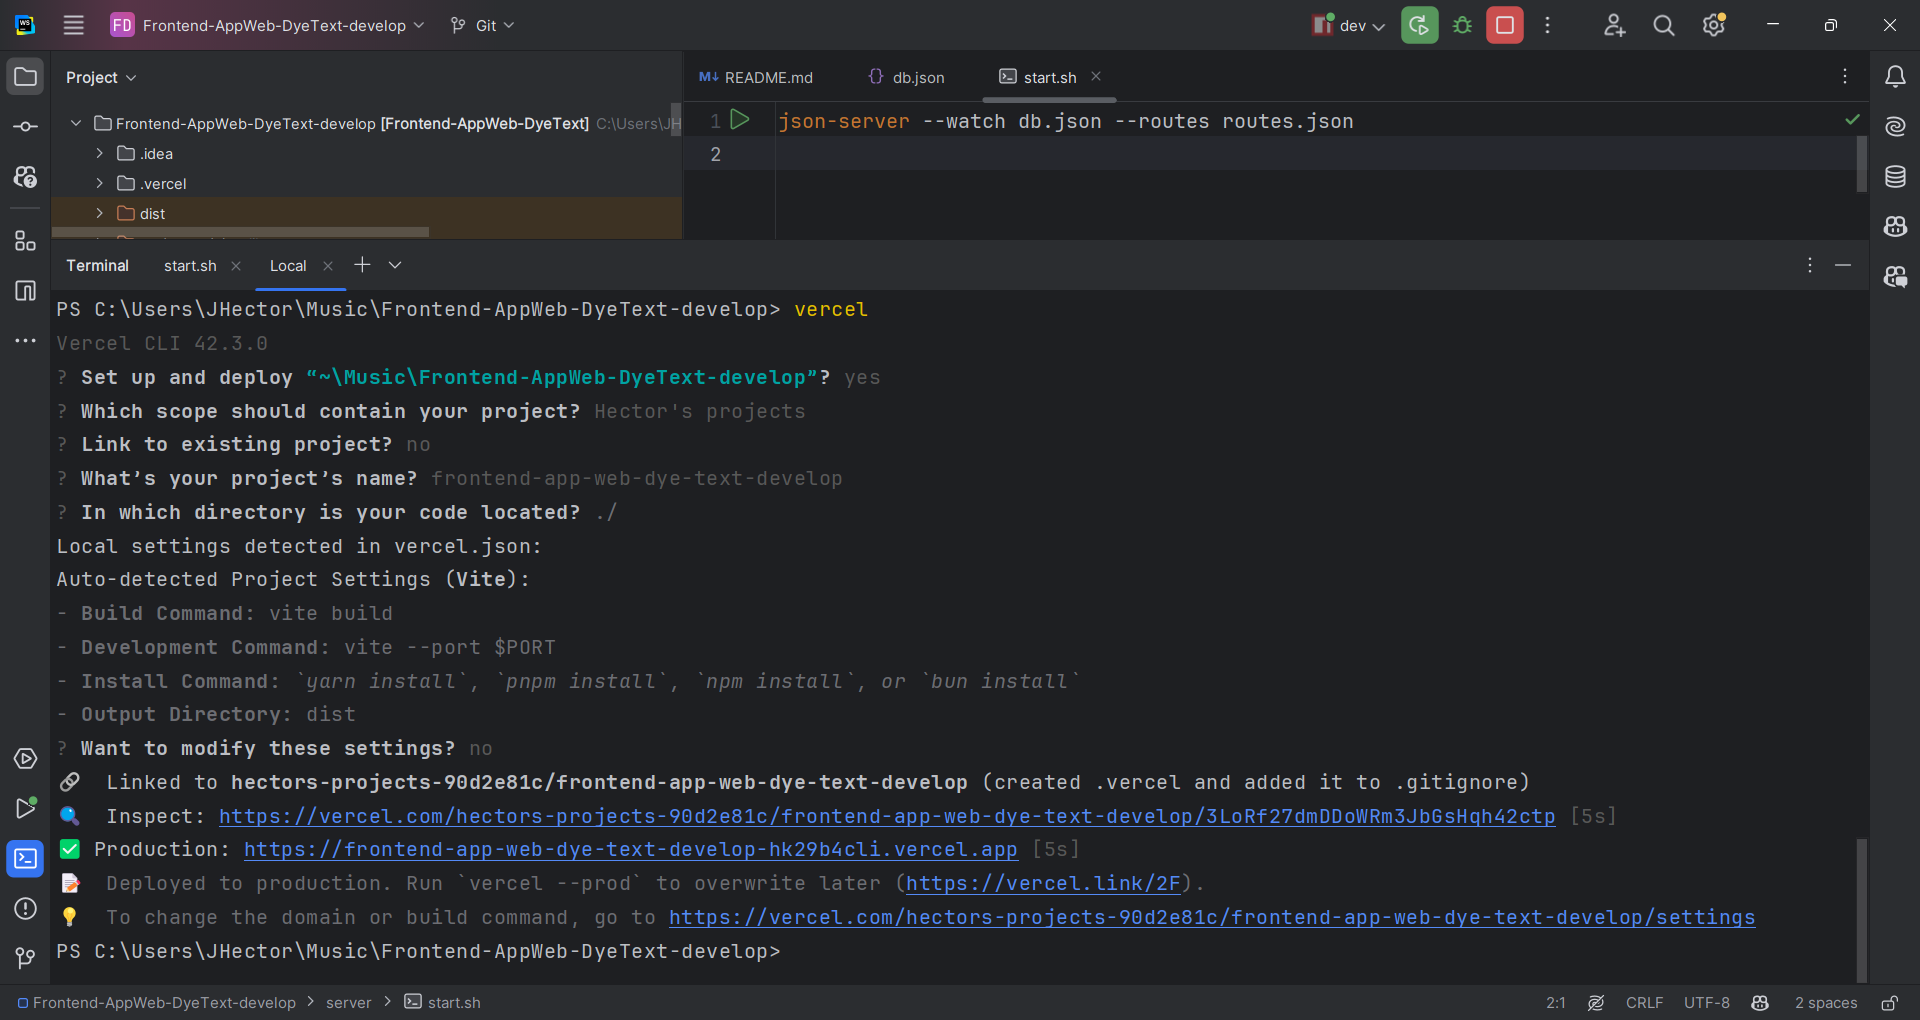 WS
FD Frontend-AppWeb-DyeText-develop Git dev
Project
README.md db.json start.sh
Frontend-AppWeb-DyeText-develop [Frontend-AppWeb-DyeText] C:\Users\JH
.idea
.vercel
dist
1 json-server --watch db.json --routes routes.json
2
Terminal start.sh Local
PS C:\Users\JHector\Music\Frontend-AppWeb-DyeText-develop> vercel
Vercel CLI 42.3.0
? Set up and deploy “~\Music\Frontend-AppWeb-DyeText-develop”? yes
? Which scope should contain your project? Hector's projects
? Link to existing project? no
? What’s your project’s name? frontend-app-web-dye-text-develop
? In which directory is your code located? ./
Local settings detected in vercel.json:
Auto-detected Project Settings (Vite):
- Build Command: vite build
- Development Command: vite --port $PORT
- Install Command: `yarn install`, `pnpm install`, `npm install`, or `bun install`
- Output Directory: dist
? Want to modify these settings? no
🔗 Linked to hectors-projects-90d2e81c/frontend-app-web-dye-text-develop (created .vercel and added it to .gitignore)
🔍 Inspect: https://vercel.com/hectors-projects-90d2e81c/frontend-app-web-dye-text-develop/3LoRf27dmDDoWRm3JbGsHqh42ctp [5s]
✅ Production: https://frontend-app-web-dye-text-develop-hk29b4cli.vercel.app [5s]
📝 Deployed to production. Run `vercel --prod` to overwrite later (https://vercel.link/2F).
💡 To change the domain or build command, go to https://vercel.com/hectors-projects-90d2e81c/frontend-app-web-dye-text-develop/settings
PS C:\Users\JHector\Music\Frontend-AppWeb-DyeText-develop>
Frontend-AppWeb-DyeText-develop > server > start.sh 2:1 CRLF UTF-8 2 spaces